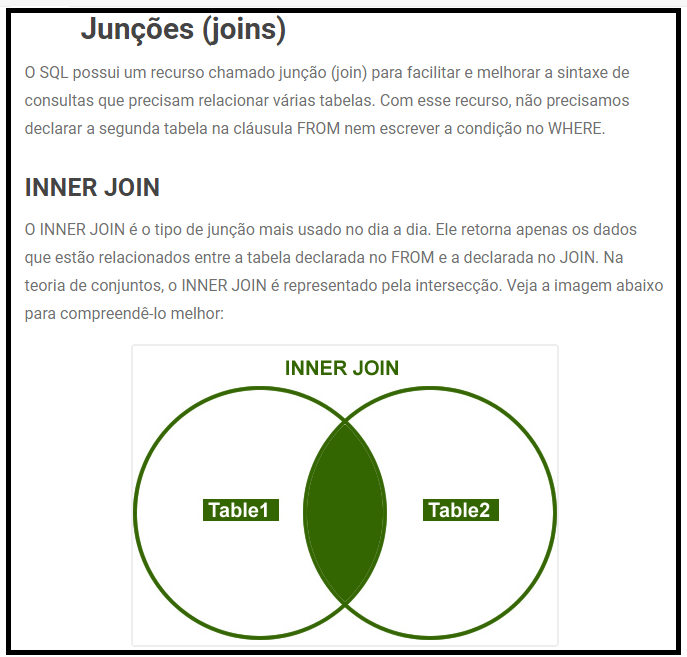 Junções (joins)
O SQL possui um recurso chamado junção (join) para facilitar e melhorar a sintaxe de
consultas que precisam relacionar várias tabelas. Com esse recurso, não precisamos
declarar a segunda tabela na cláusula FROM nem escrever a condição no WHERE.
INNER JOIN
O INNER JOIN é o tipo de junção mais usado no dia a dia. Ele retorna apenas os dados
que estão relacionados entre a tabela declarada no FROM e a declarada no JOIN. Na
teoria de conjuntos, o INNER JOIN é representado pela intersecção. Veja a imagem abaixo
para compreendê-lo melhor:
INNER JOIN
Table1
Table2